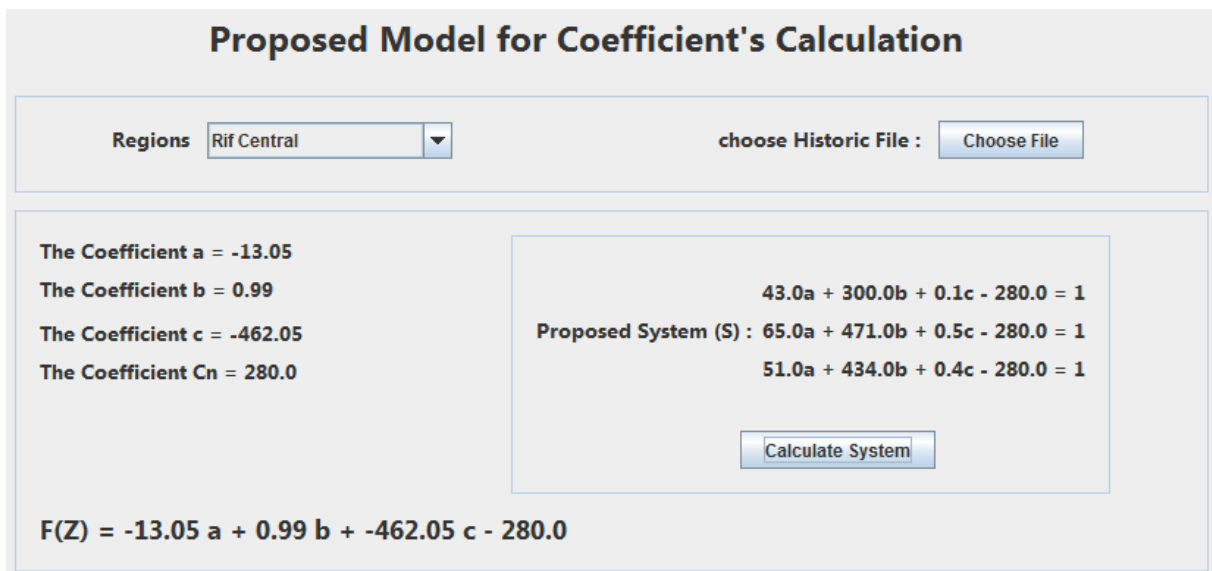 Proposed Model for Coefficient's Calculation
Regions Rif Central choose Historic File : Choose File
The Coefficient a = -13.05
The Coefficient b = 0.99
The Coefficient c = -462.05
The Coefficient Cn = 280.0
43.0a + 300.0b + 0.1c - 280.0 = 1
Proposed System (S) : 65.0a + 471.0b + 0.5c - 280.0 = 1
51.0a + 434.0b + 0.4c - 280.0 = 1
Calculate System
F(Z) = -13.05 a + 0.99 b + -462.05 c - 280.0